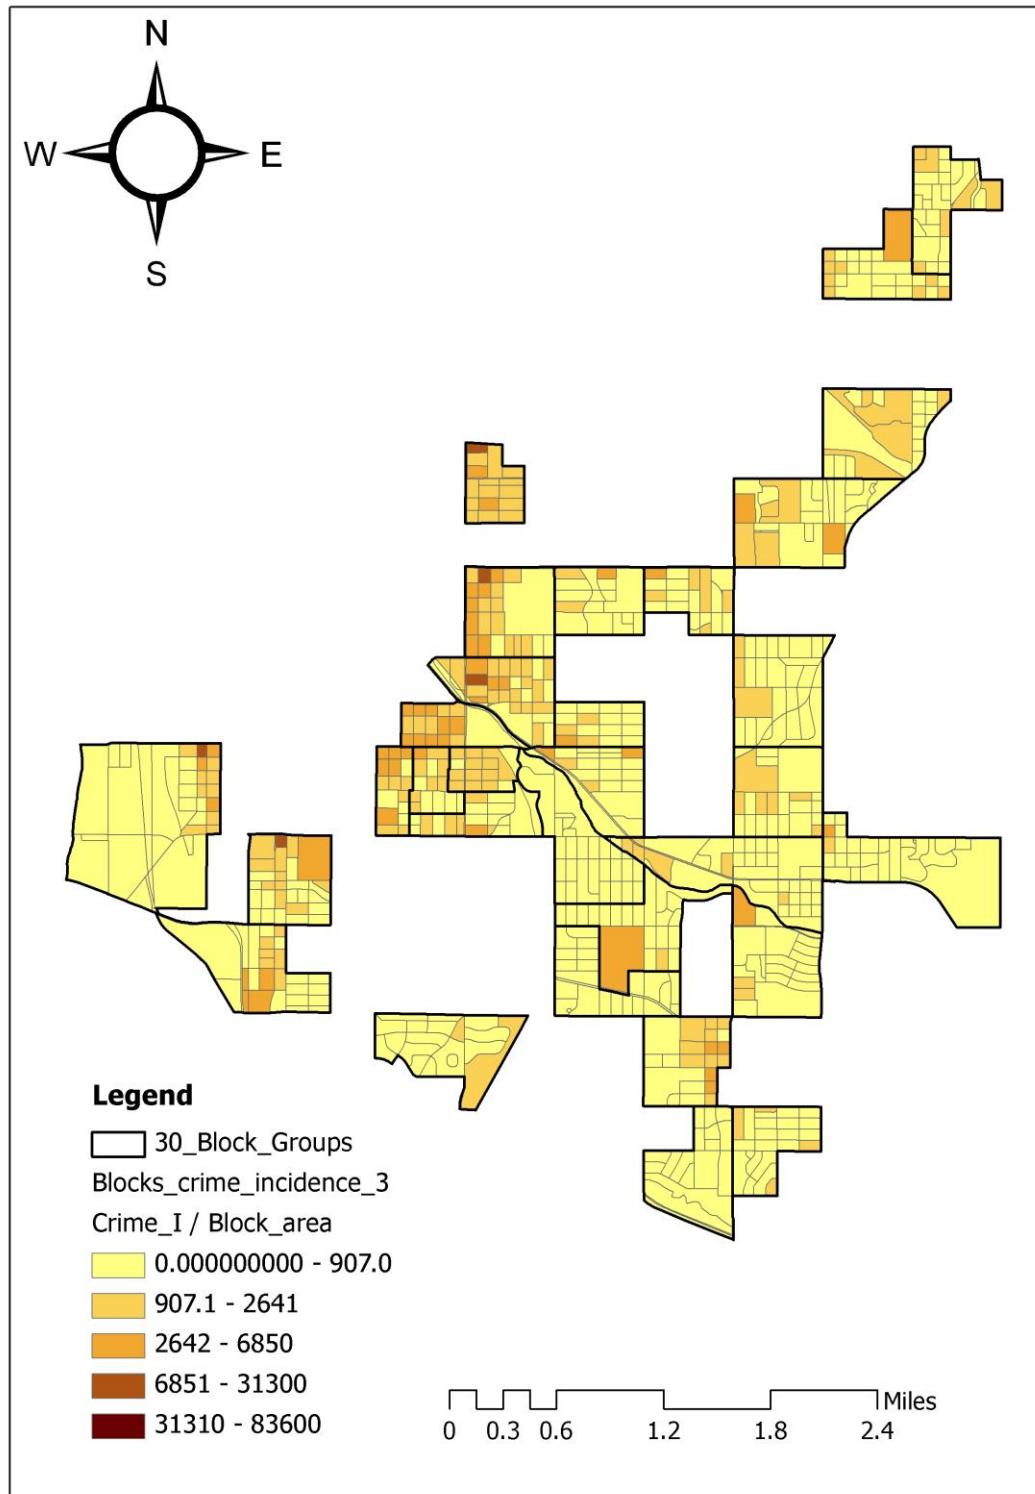 N
W E
S
Legend
30_Block_Groups
Blocks_crime_incidence_3
Crime_I / Block_area
0.000000000 - 907.0
907.1 - 2641
2642 - 6850
6851 - 31300
31310 - 83600
Miles
0 0.3 0.6 1.2 1.8 2.4